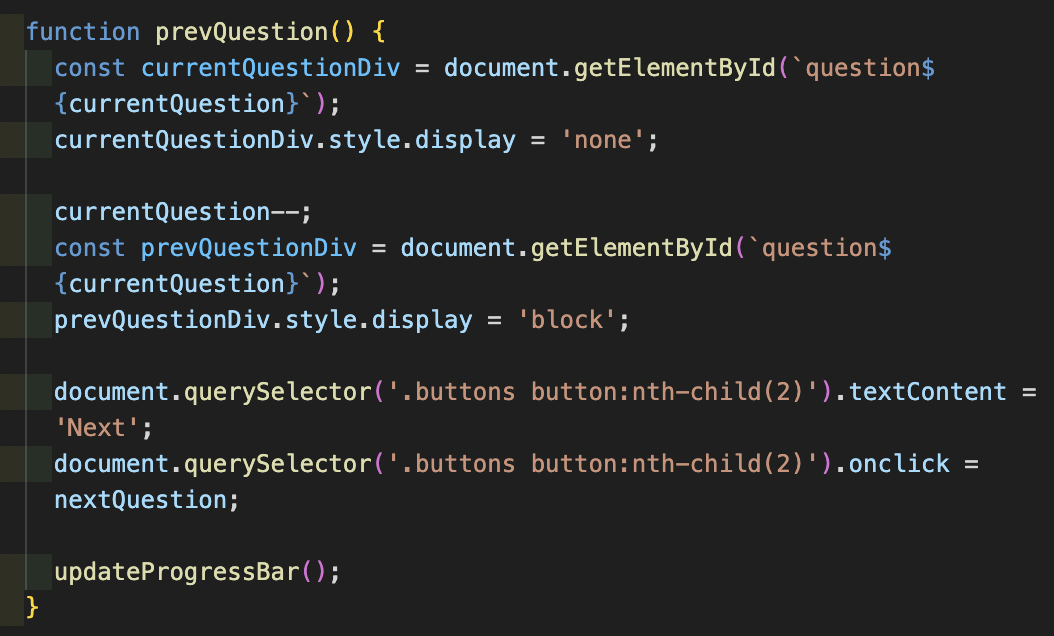 function prevQuestion() {
const currentQuestionDiv = document.getElementById(`question$
{currentQuestion}`);
currentQuestionDiv.style.display = 'none';
currentQuestion--;
const prevQuestionDiv = document.getElementById(`question$
{currentQuestion}`);
prevQuestionDiv.style.display = 'block';
document.querySelector('.buttons button:nth-child(2)').textContent =
'Next';
document.querySelector('.buttons button:nth-child(2)').onclick =
nextQuestion;
updateProgressBar();
}